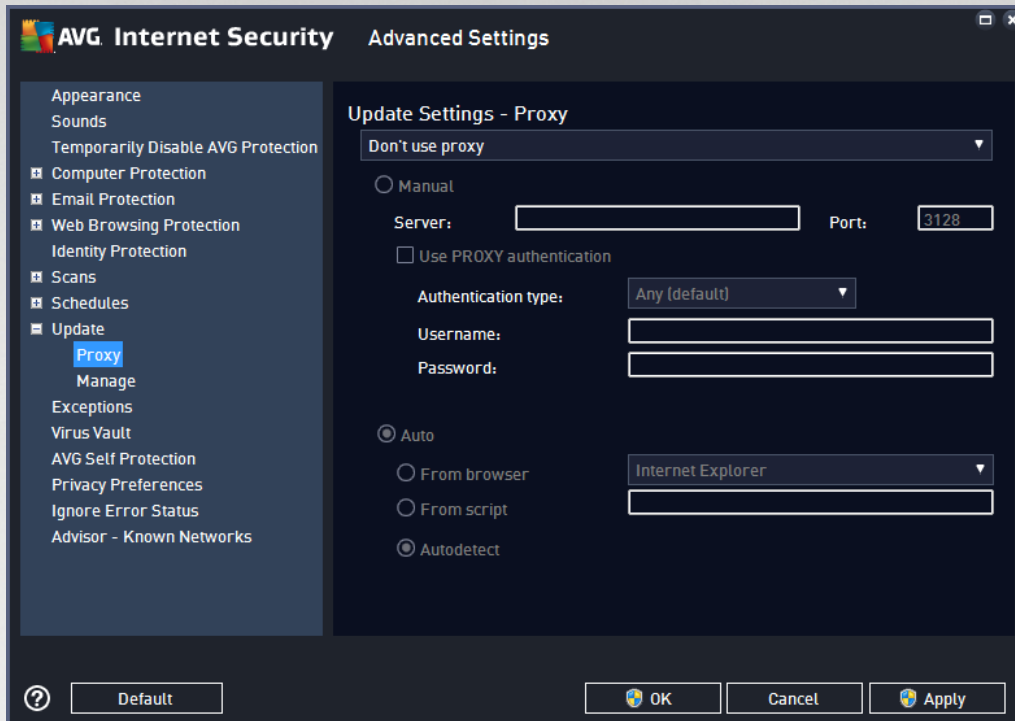 AVG. Internet Security Advanced Settings
Appearance
Sounds
Temporarily Disable AVG Protection
Computer Protection
Email Protection
Web Browsing Protection
Identity Protection
Scans
Schedules
Update
Proxy
Manage
Exceptions
Virus Vault
AVG Self Protection
Privacy Preferences
Ignore Error Status
Advisor - Known Networks
Update Settings - Proxy
Don't use proxy
Manual
Server: Port: 3128
Use PROXY authentication
Authentication type: Any (default)
Username:
Password:
Auto
From browser Internet Explorer
From script
Autodetect
? Default OK Cancel Apply